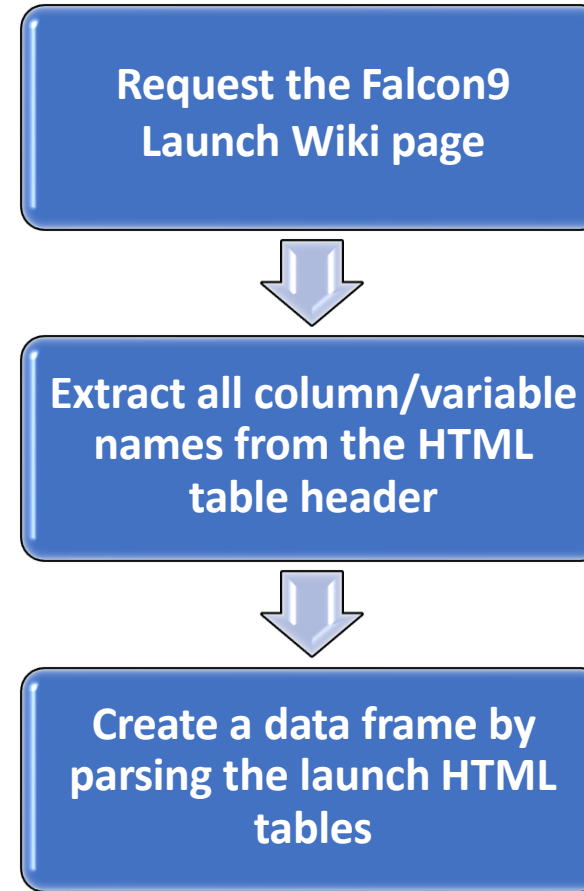 Request the Falcon9
Launch Wiki page
Extract all column/variable
names from the HTML
table header
Create a data frame by
parsing the launch HTML
tables